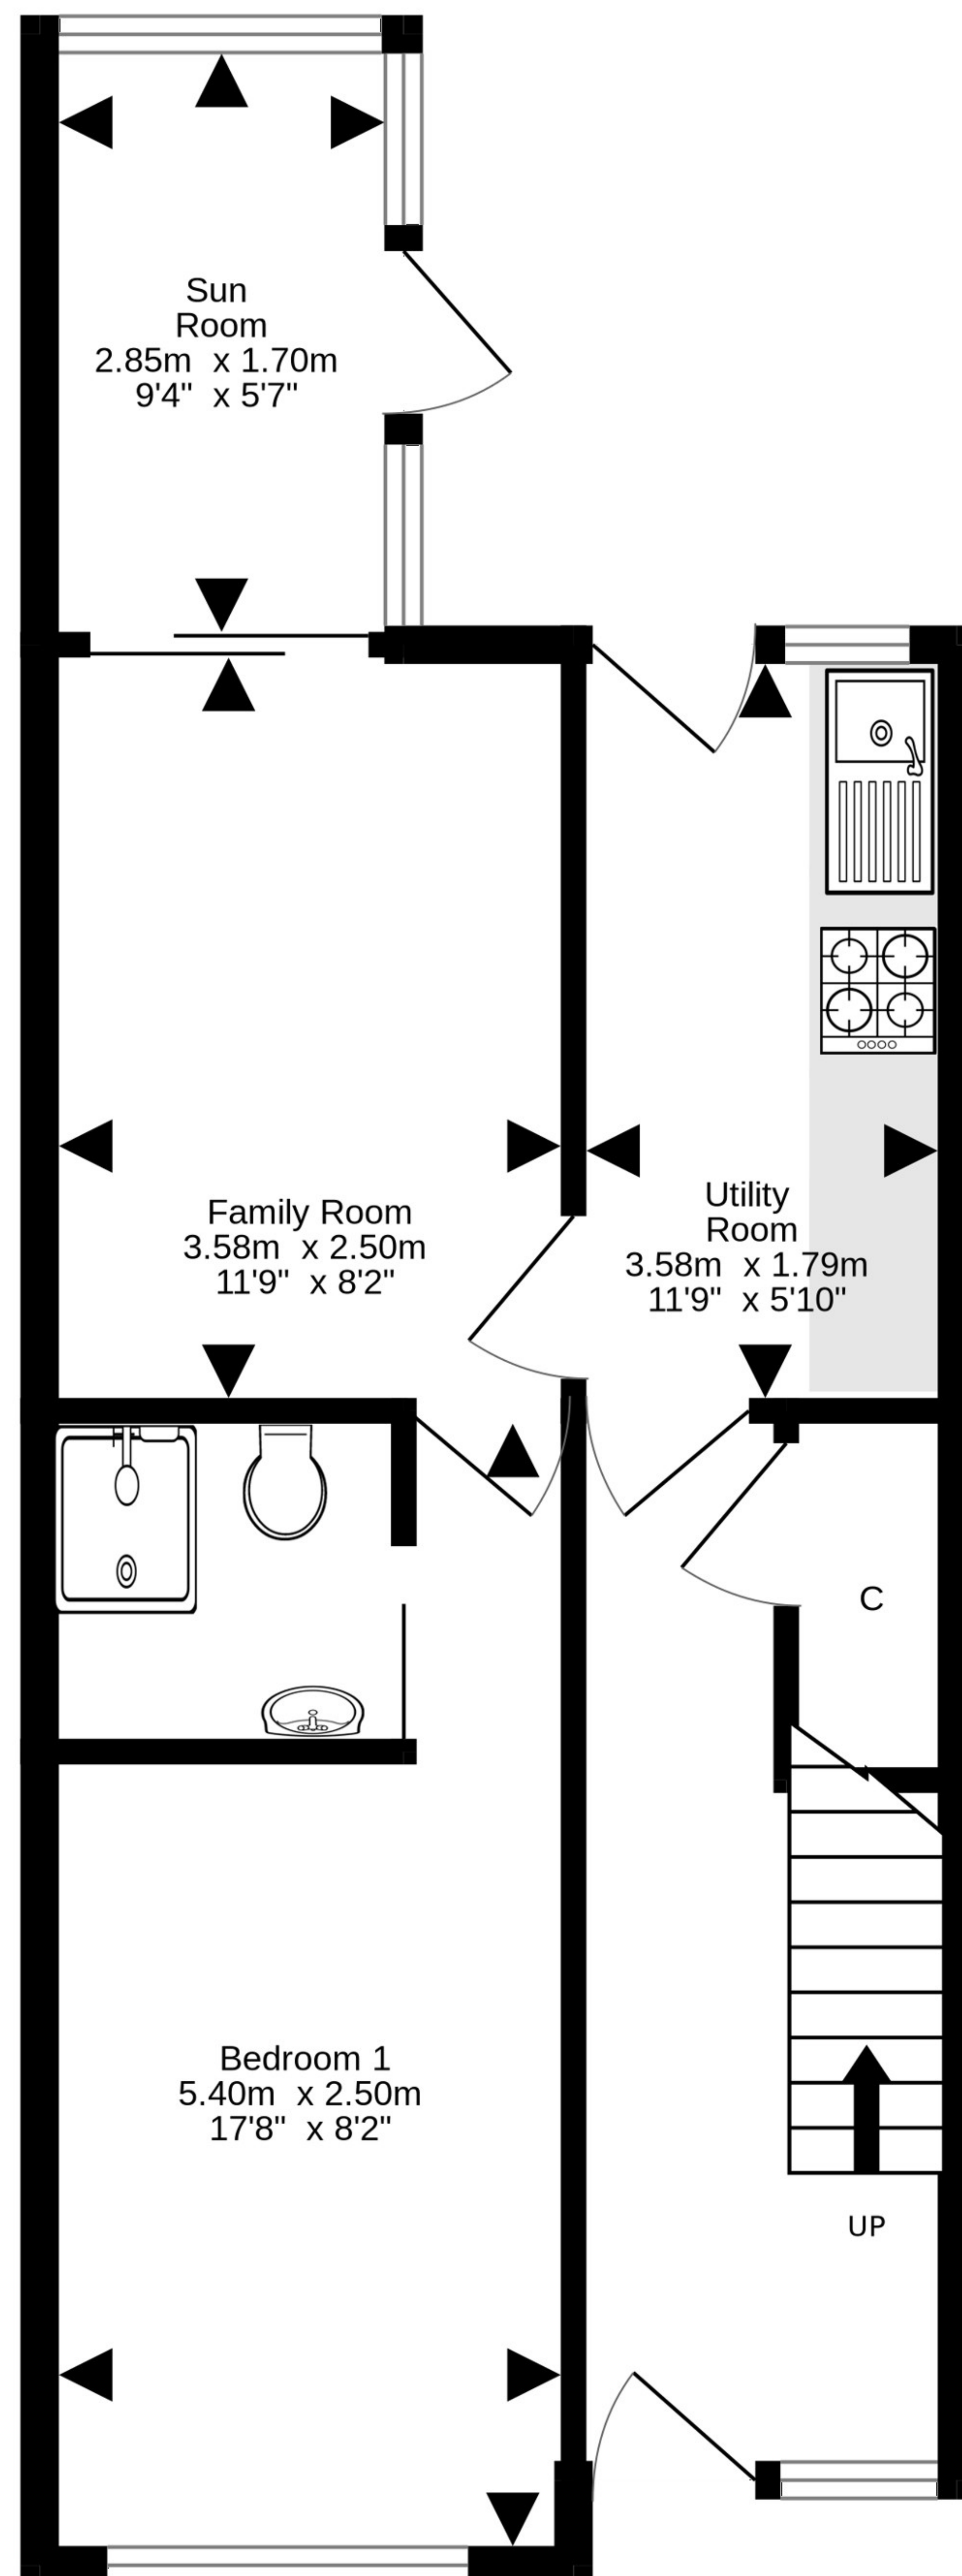 Sun
Room
2.85m x 1.70m
9'4" x 5'7"
Family Room
3.58m x 2.50m
11'9" x 8'2"
Utility
Room
3.58m x 1.79m
11'9" x 5'10"
C
Bedroom 1
5.40m x 2.50m
17'8" x 8'2"
UP